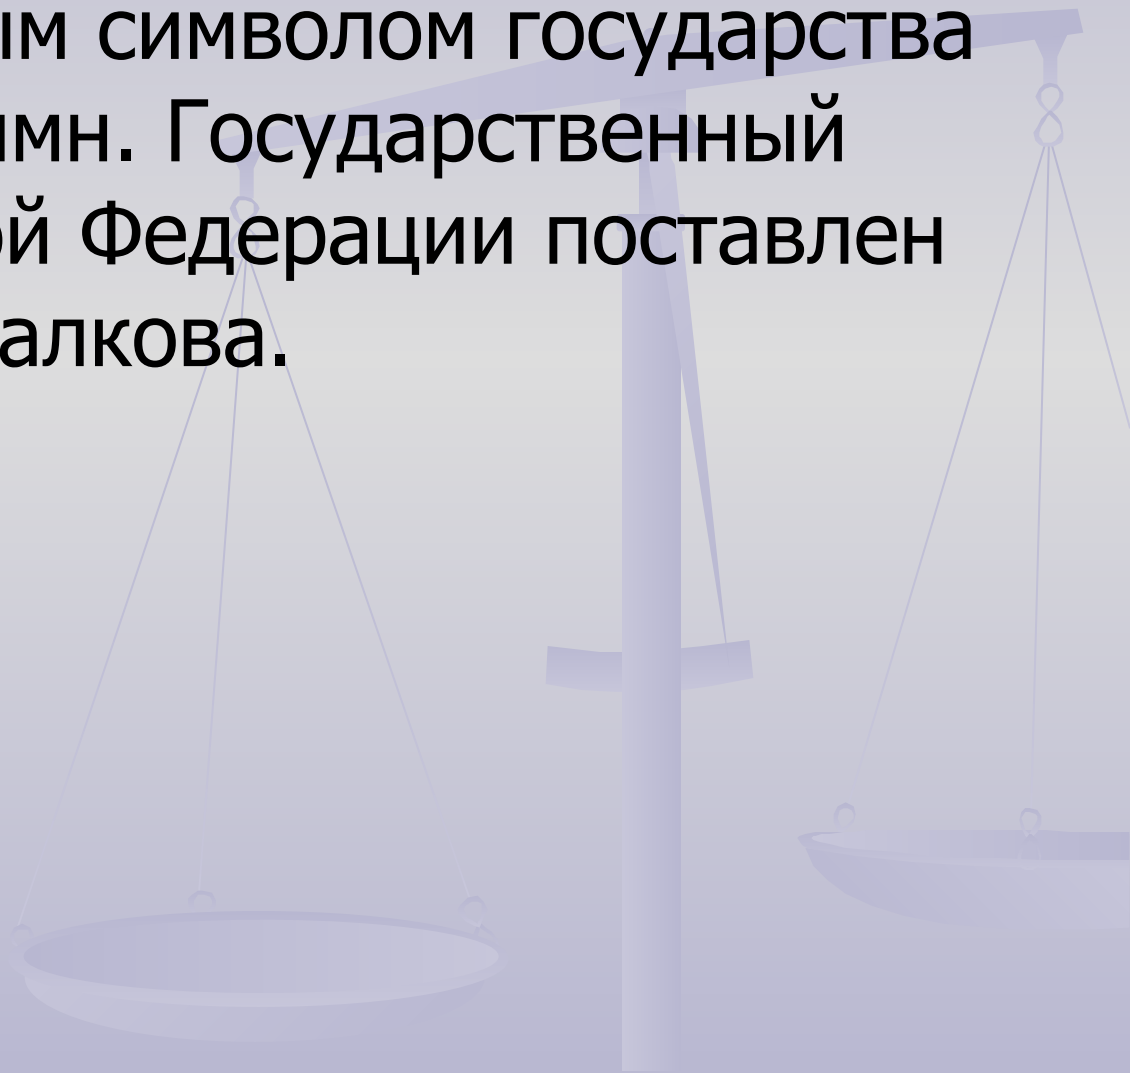 ым символом государства
имн. Государственный
ой Федерации поставлен
алкова.